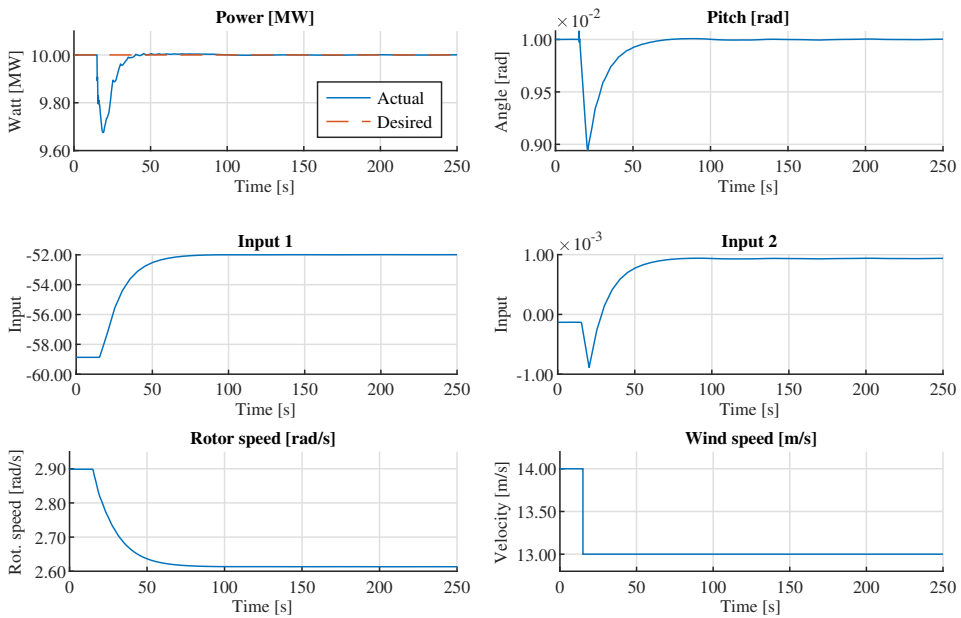 Power [MW]
Watt [MW]
10.00
9.80
9.60
0 50 100 150 200 250
Time [s]
Actual
Desired
×10⁻²
Pitch [rad]
Angle [rad]
1.00
0.95
0.90
0 50 100 150 200 250
Time [s]
Input 1
Input
-52.00
-54.00
-56.00
-58.00
-60.00
0 50 100 150 200 250
Time [s]
×10⁻³
Input 2
Input
1.00
0.00
-1.00
0 50 100 150 200 250
Time [s]
Rotor speed [rad/s]
Rot. speed [rad/s]
2.90
2.80
2.70
2.60
0 50 100 150 200 250
Time [s]
Wind speed [m/s]
Velocity [m/s]
14.00
13.50
13.00
0 50 100 150 200 250
Time [s]